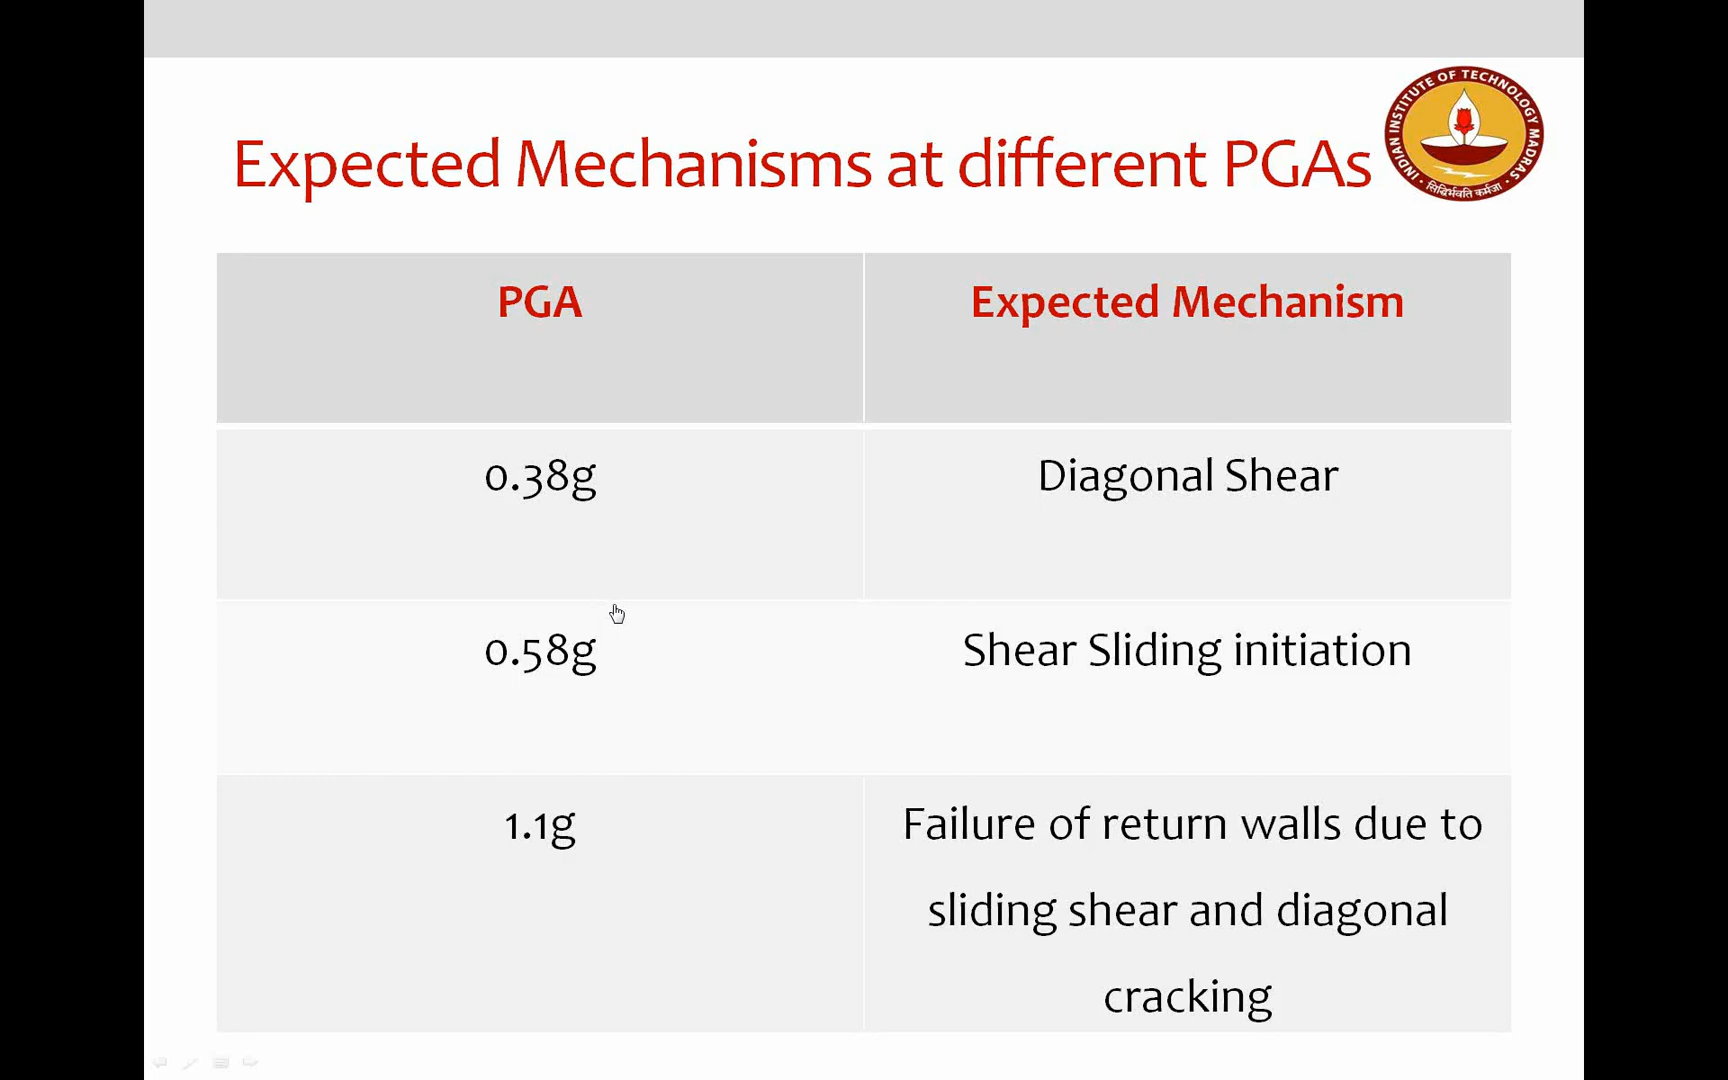 Expected Mechanisms at different PGAs
INDIAN INSTITUTE OF TECHNOLOGY MADRAS
सिद्धिर्भवति कर्मजा
PGA
Expected Mechanism
0.38g
Diagonal Shear
0.58g
Shear Sliding initiation
1.1g
Failure of return walls due to
sliding shear and diagonal
cracking